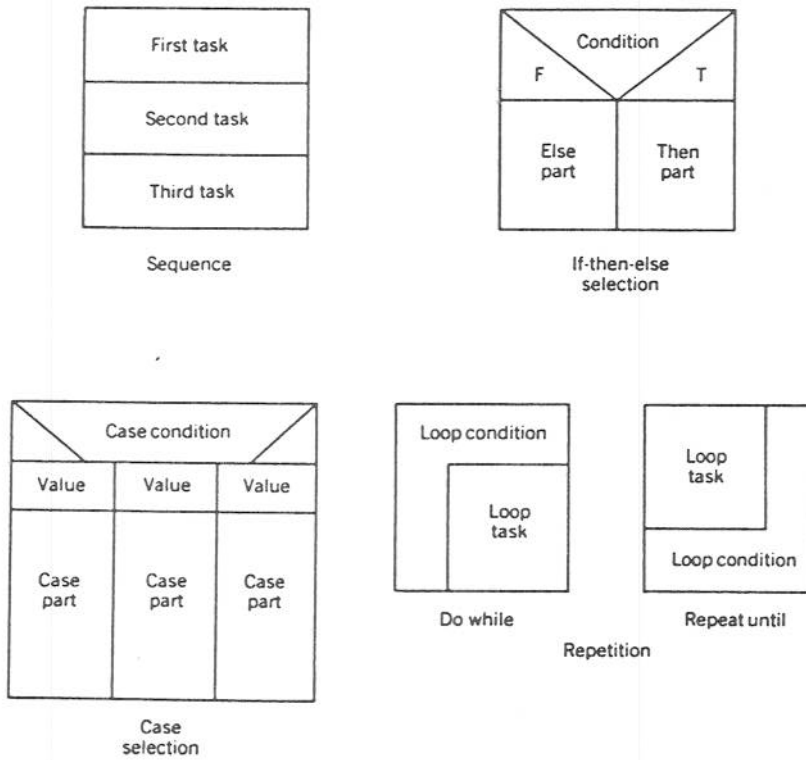 First task
Second task
Third task
Sequence
Condition
F
T
Else
part
Then
part
If-then-else
selection
Case condition
Value
Value
Value
Case
part
Case
part
Case
part
Case
selection
Loop condition
Loop
task
Do while
Loop
task
Loop condition
Repeat until
Repetition